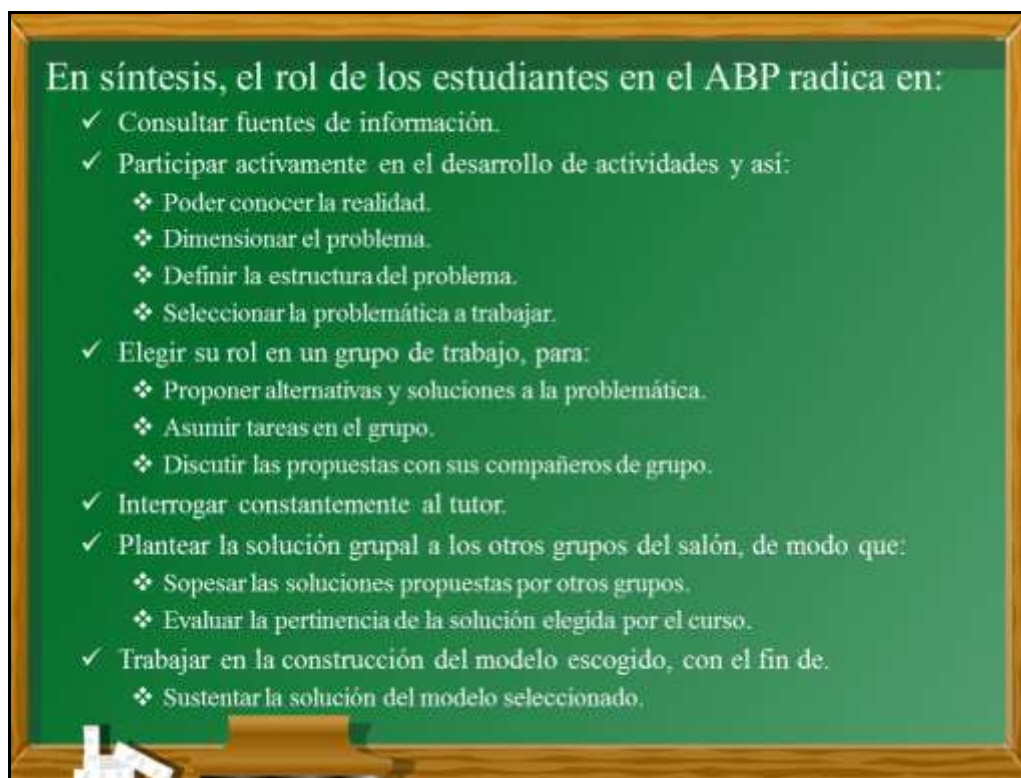 En síntesis, el rol de los estudiantes en el ABP radica en:
✓ Consultar fuentes de información.
✓ Participar activamente en el desarrollo de actividades y así:
❖ Poder conocer la realidad.
❖ Dimensionar el problema.
❖ Definir la estructura del problema.
❖ Seleccionar la problemática a trabajar.
✓ Elegir su rol en un grupo de trabajo, para:
❖ Proponer alternativas y soluciones a la problemática.
❖ Asumir tareas en el grupo.
❖ Discutir las propuestas con sus compañeros de grupo.
✓ Interrogar constantemente al tutor.
✓ Plantear la solución grupal a los otros grupos del salón, de modo que:
❖ Sopesar las soluciones propuestas por otros grupos.
❖ Evaluar la pertinencia de la solución elegida por el curso.
✓ Trabajar en la construcción del modelo escogido, con el fin de.
❖ Sustentar la solución del modelo seleccionado.